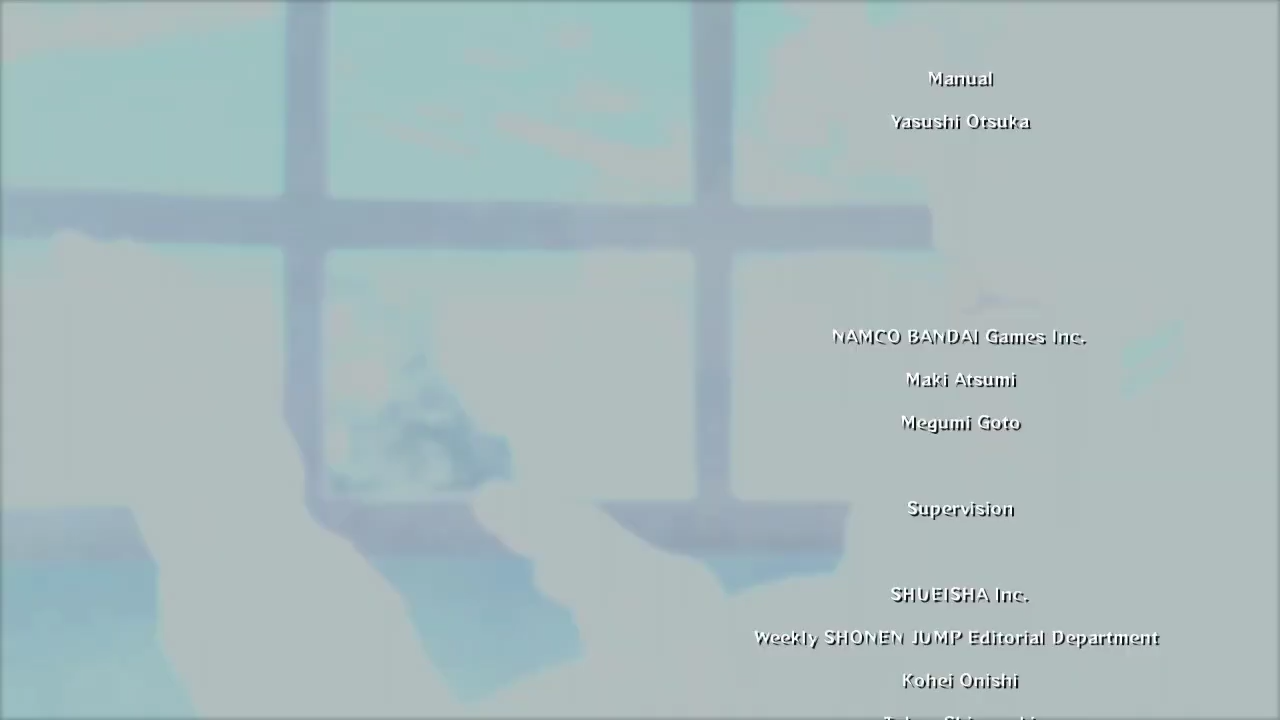 Manual
Yasushi Otsuka
NAMCO BANDAI Games Inc.
Maki Atsumi
Megumi Goto
Supervision
SHUEISHA Inc.
Weekly SHONEN JUMP Editorial Department
Kohei Onishi